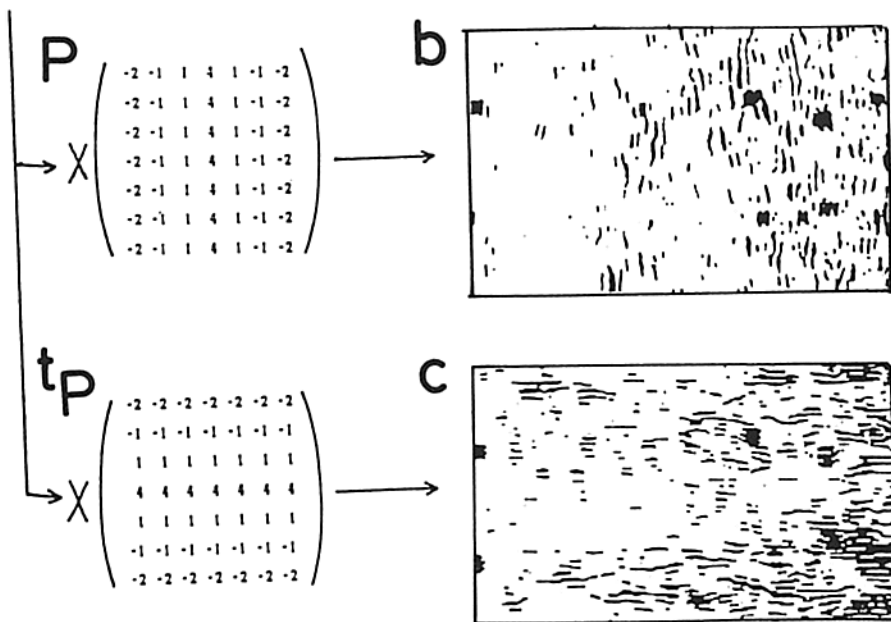 P
-2 -1 1 4 1 -1 -2
-2 -1 1 4 1 -1 -2
-2 -1 1 4 1 -1 -2
X -2 -1 1 4 1 -1 -2
-2 -1 1 4 1 -1 -2
-2 -1 1 4 1 -1 -2
-2 -1 1 4 1 -1 -2
b
tP
-2 -2 -2 -2 -2 -2 -2
-1 -1 -1 -1 -1 -1 -1
1 1 1 1 1 1 1
X 4 4 4 4 4 4 4
1 1 1 1 1 1 1
-1 -1 -1 -1 -1 -1 -1
-2 -2 -2 -2 -2 -2 -2
c